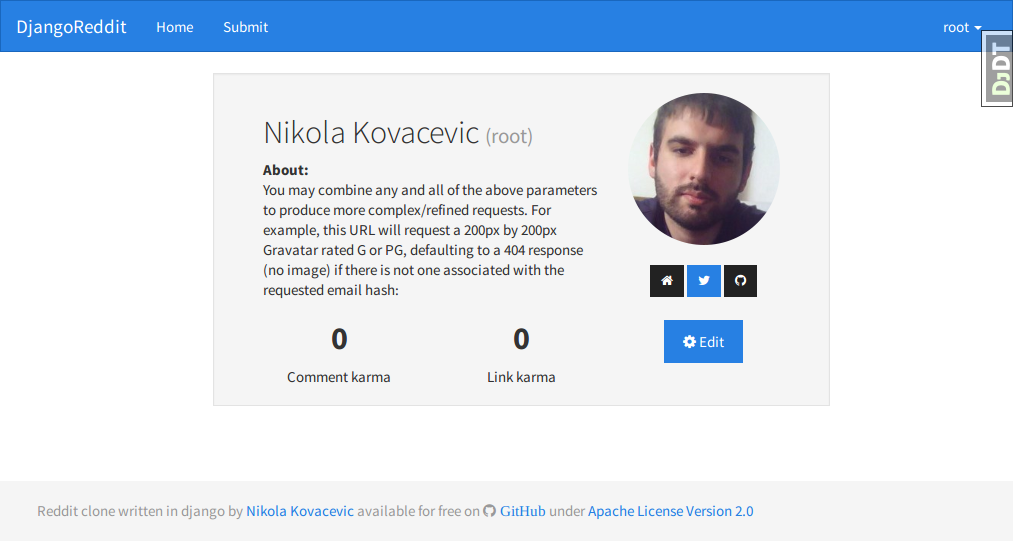 DjangoReddit Home Submit root
DjDT
Nikola Kovacevic (root)
About:
You may combine any and all of the above parameters
to produce more complex/refined requests. For
example, this URL will request a 200px by 200px
Gravatar rated G or PG, defaulting to a 404 response
(no image) if there is not one associated with the
requested email hash:
0 0
Comment karma Link karma
Edit
Reddit clone written in django by Nikola Kovacevic available for free on GitHub under Apache License Version 2.0